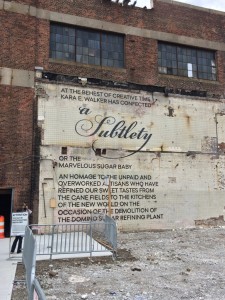 AT THE BEHEST OF CREATIVE TIME
KARA E. WALKER HAS CONFECTED
a
Subtlety
OR THE
MARVELOUS SUGAR BABY
AN HOMAGE TO THE UNPAID AND
OVERWORKED ARTISANS WHO HAVE
REFINED OUR SWEET TASTES FROM
THE CANE FIELDS TO THE KITCHENS
OF THE NEW WORLD ON THE
OCCASION OF THE DEMOLITION OF
THE DOMINO SUGAR REFINING PLANT